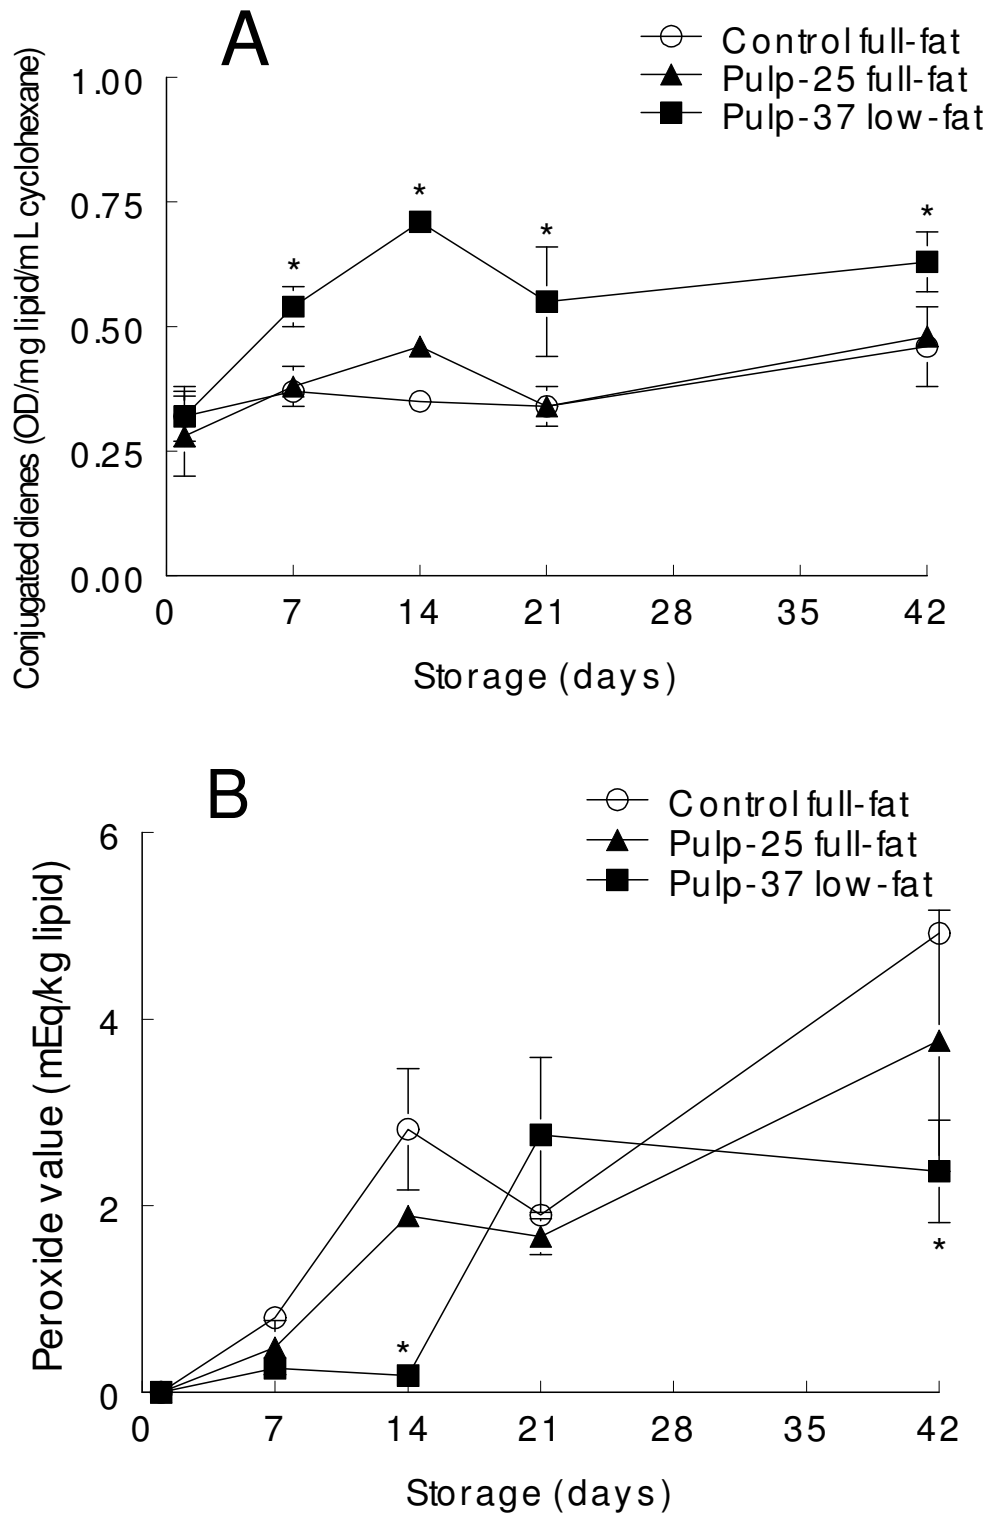 A
Control full-fat
Pulp-25 full-fat
Pulp-37 low-fat
Conjugated dienes (OD/mg lipid/mL cyclohexane)
1.00
0.75
0.50
0.25
0.00
*
*
*
*
0 7 14 21 28 35 42
Storage (days)
B
Control full-fat
Pulp-25 full-fat
Pulp-37 low-fat
Peroxide value (mEq/kg lipid)
6
4
2
0
*
*
0 7 14 21 28 35 42
Storage (days)